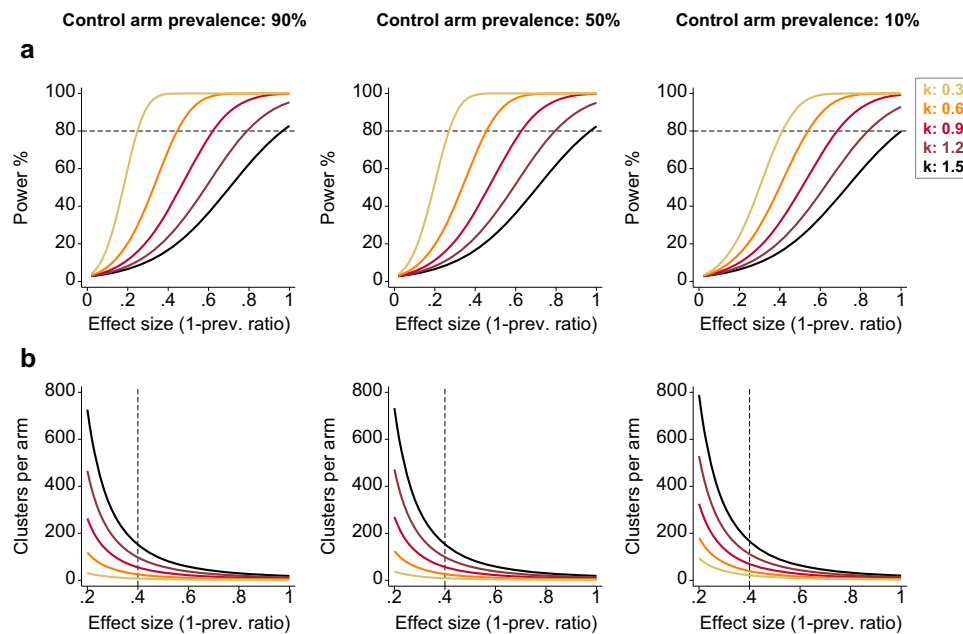 Control arm prevalence: 90%
Control arm prevalence: 50%
Control arm prevalence: 10%
a
Power %
100
80
60
40
20
0
0 .2 .4 .6 .8 1
Effect size (1-prev. ratio)
Power %
100
80
60
40
20
0
0 .2 .4 .6 .8 1
Effect size (1-prev. ratio)
Power %
100
80
60
40
20
0
0 .2 .4 .6 .8 1
Effect size (1-prev. ratio)
k: 0.3
k: 0.6
k: 0.9
k: 1.2
k: 1.5
b
Clusters per arm
800
600
400
200
0
.2 .4 .6 .8 1
Effect size (1-prev. ratio)
Clusters per arm
800
600
400
200
0
.2 .4 .6 .8 1
Effect size (1-prev. ratio)
Clusters per arm
800
600
400
200
0
.2 .4 .6 .8 1
Effect size (1-prev. ratio)